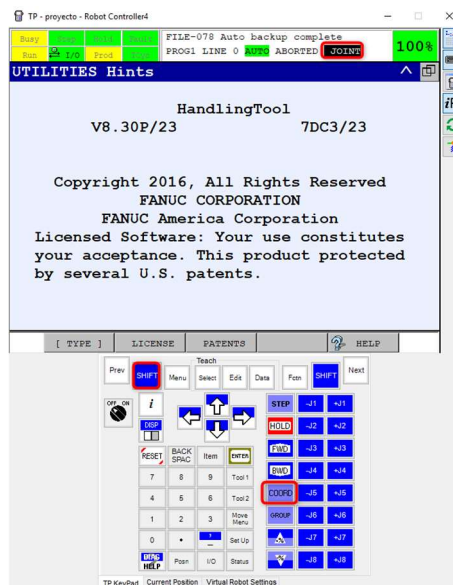 TP - proyecto - Robot Controller4
Busy Step Hold Fault FILE-078 Auto backup complete
Run I/O Prod PROG1 LINE 0 AUTO ABORTED JOINT 100%
UTILITIES Hints
HandlingTool
V8.30P/23 7DC3/23
Copyright 2016, All Rights Reserved
FANUC CORPORATION
FANUC America Corporation
Licensed Software: Your use constitutes
your acceptance. This product protected
by several U.S. patents.
[ TYPE ] LICENSE PATENTS HELP
Teach
Prev SHIFT Menu Select Edit Data Fctn SHIFT Next
OFF ON i STEP -J1 +J1
DISP HOLD -J2 +J2
RESET BACK SPAC Item ENTER FWD -J3 +J3
7 8 9 Tool 1 BWD -J4 +J4
4 5 6 Tool 2 COORD -J5 +J5
1 2 3 Move Menu GROUP -J6 +J6
0 . Set Up -J7 +J7
DIAG HELP Posn I/O Status -J8 +J8
TP KeyPad Current Position Virtual Robot Settings